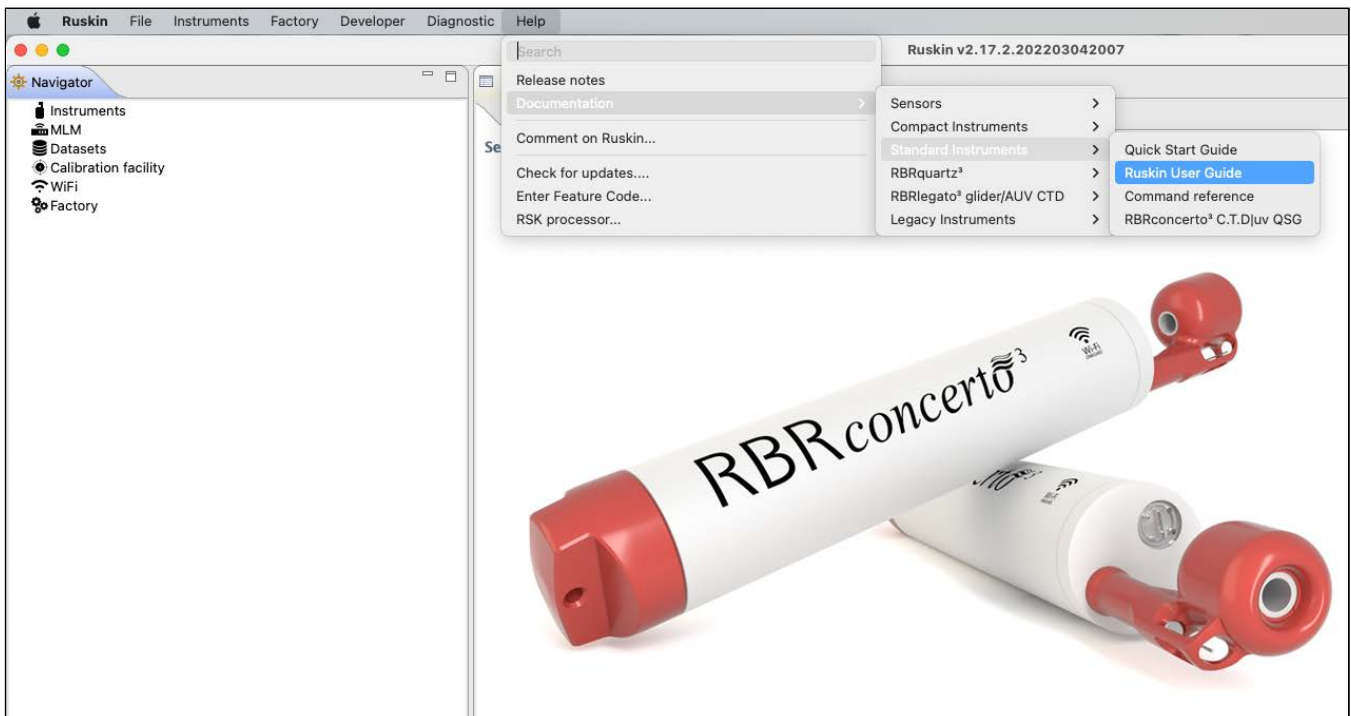 Ruskin File Instruments Factory Developer Diagnostic Help
Search
Ruskin v2.17.2.202203042007
Navigator
Instruments
MLM
Datasets
Calibration facility
WiFi
Factory
Se
Release notes
Documentation
Comment on Ruskin...
Check for updates....
Enter Feature Code...
RSK processor...
Sensors
Compact Instruments
Standard Instruments
RBRquartz³
RBRlegato³ glider/AUV CTD
Legacy Instruments
Quick Start Guide
Ruskin User Guide
Command reference
RBRconcerto³ C.T.D|uv QSG
RBRconcerto³
Wi-Fi